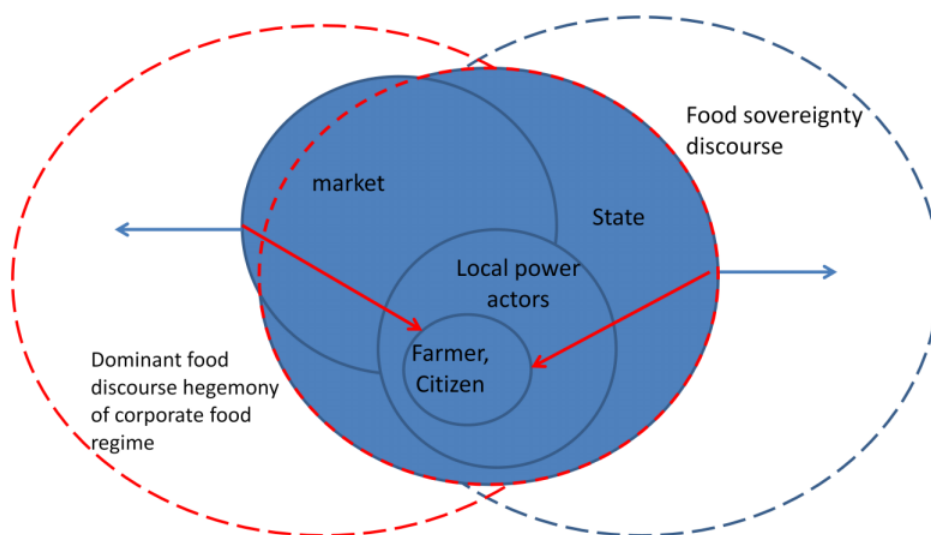 Food sovereignty
discourse
market
State
Local power
actors
Farmer,
Citizen
Dominant food
discourse hegemony
of corporate food
regime